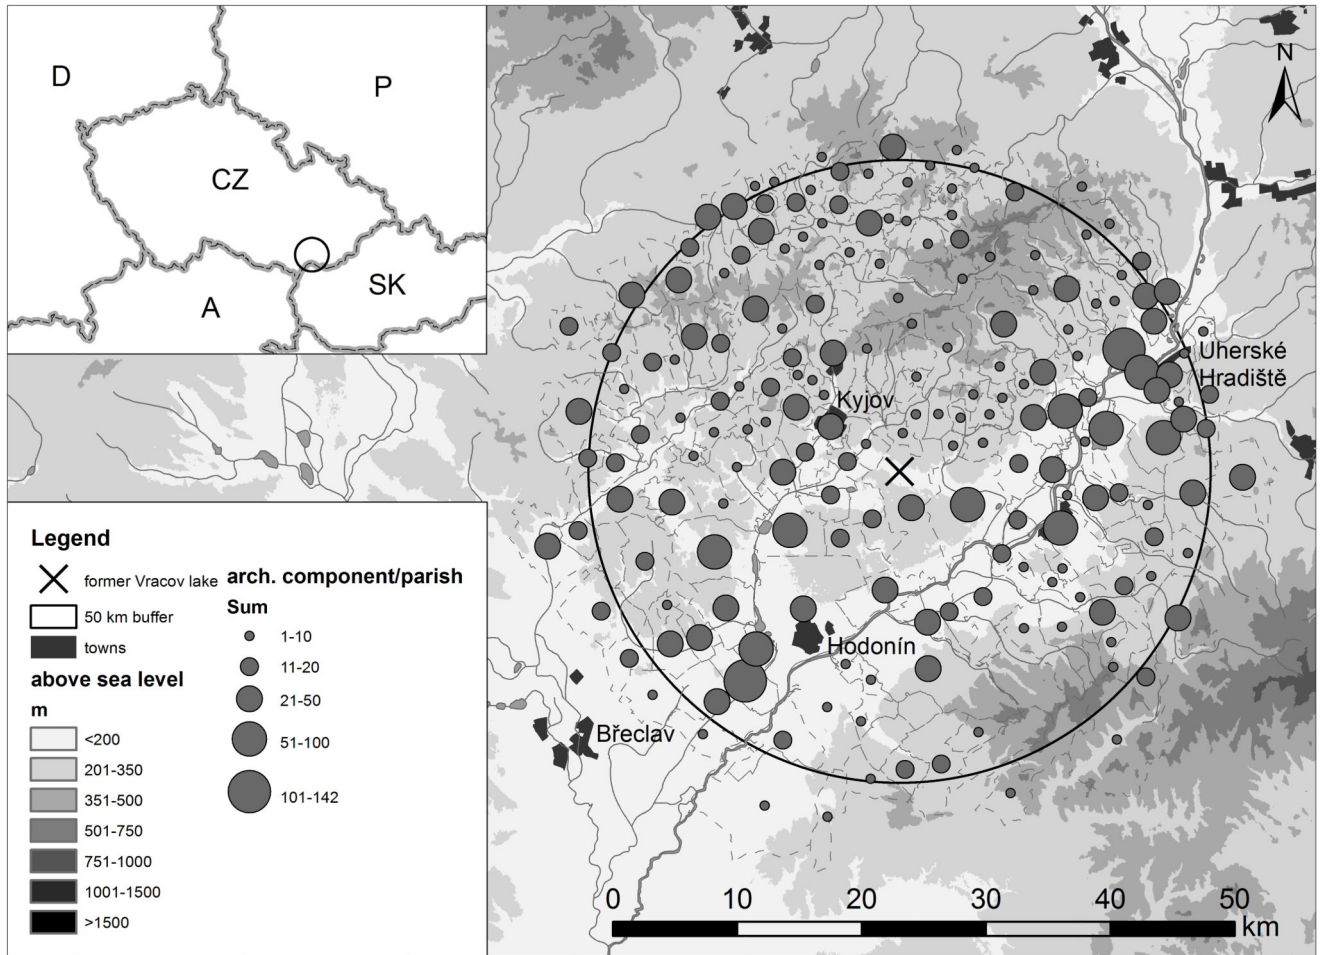 D
P
CZ
A
SK
N
Uherské
Hradiště
Kyjov
Hodonín
Břeclav
Legend
former Vracov lake
50 km buffer
towns
above sea level
m
<200
201-350
351-500
501-750
751-1000
1001-1500
>1500
arch. component/parish
Sum
1-10
11-20
21-50
51-100
101-142
0 10 20 30 40 50
km